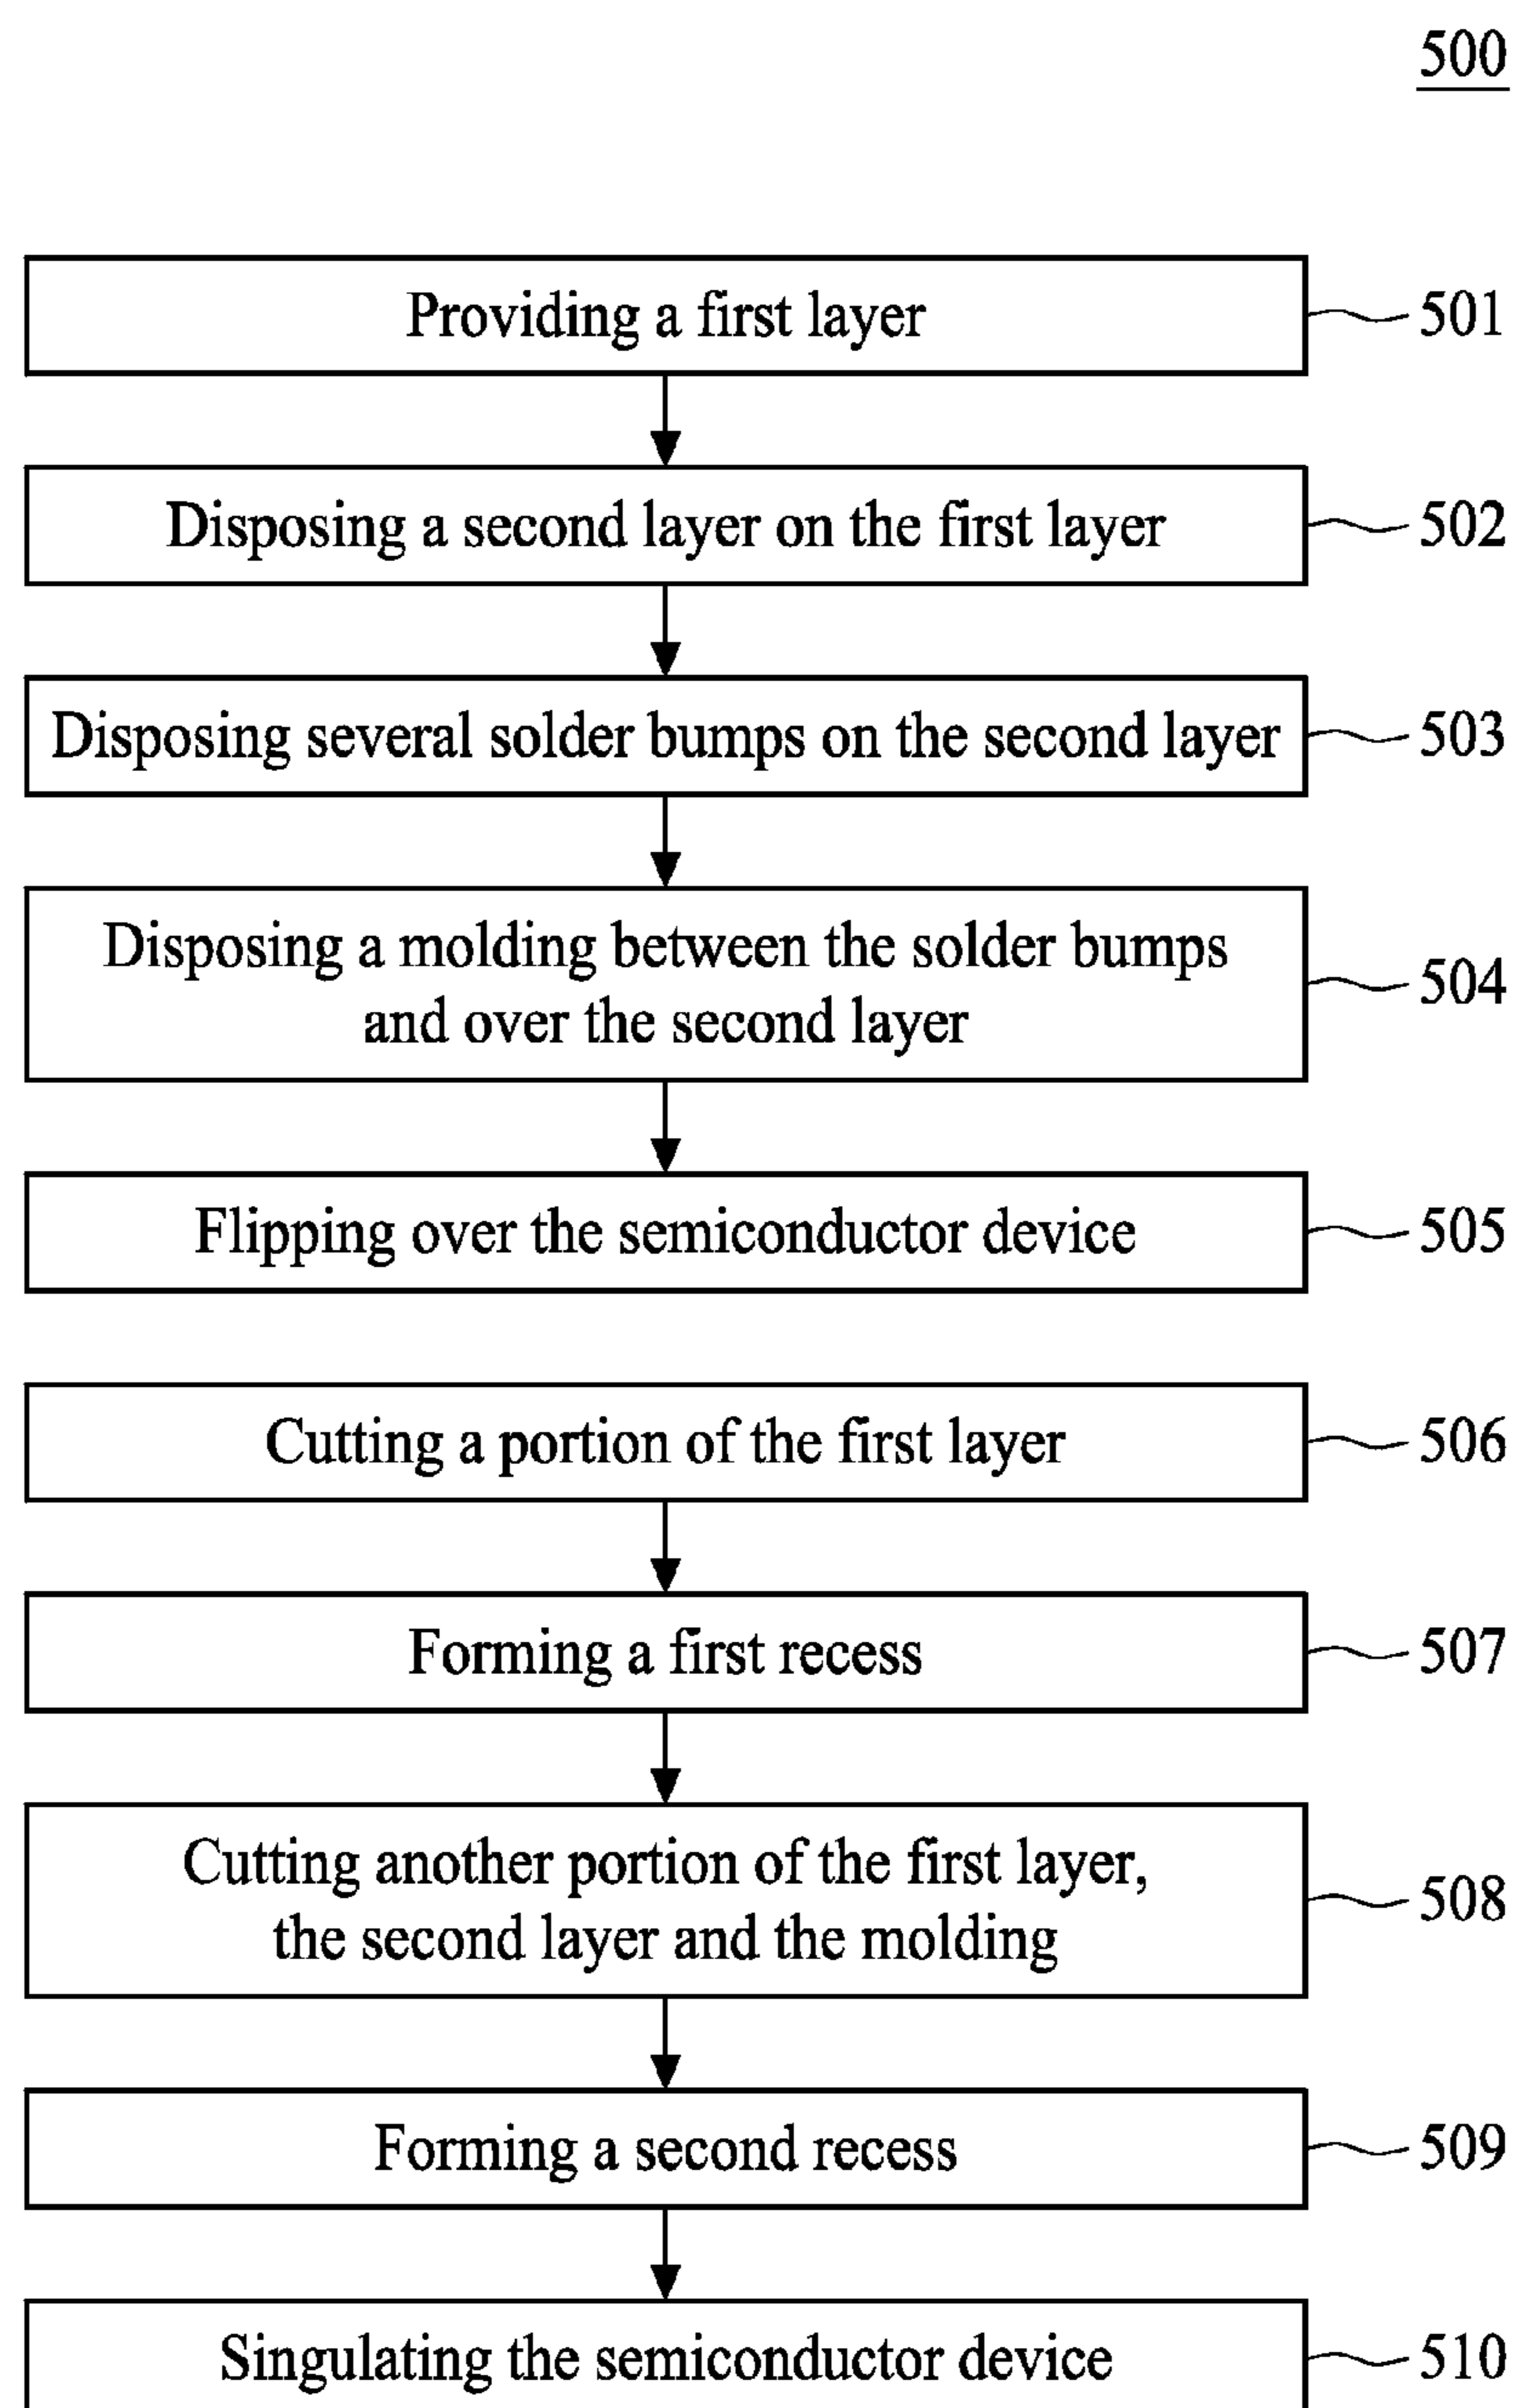 500
Providing a first layer
501
Disposing a second layer on the first layer
502
Disposing several solder bumps on the second layer
503
Disposing a molding between the solder bumps
and over the second layer
504
Flipping over the semiconductor device
505
Cutting a portion of the first layer
506
Forming a first recess
507
Cutting another portion of the first layer,
the second layer and the molding
508
Forming a second recess
509
Singulating the semiconductor device
510